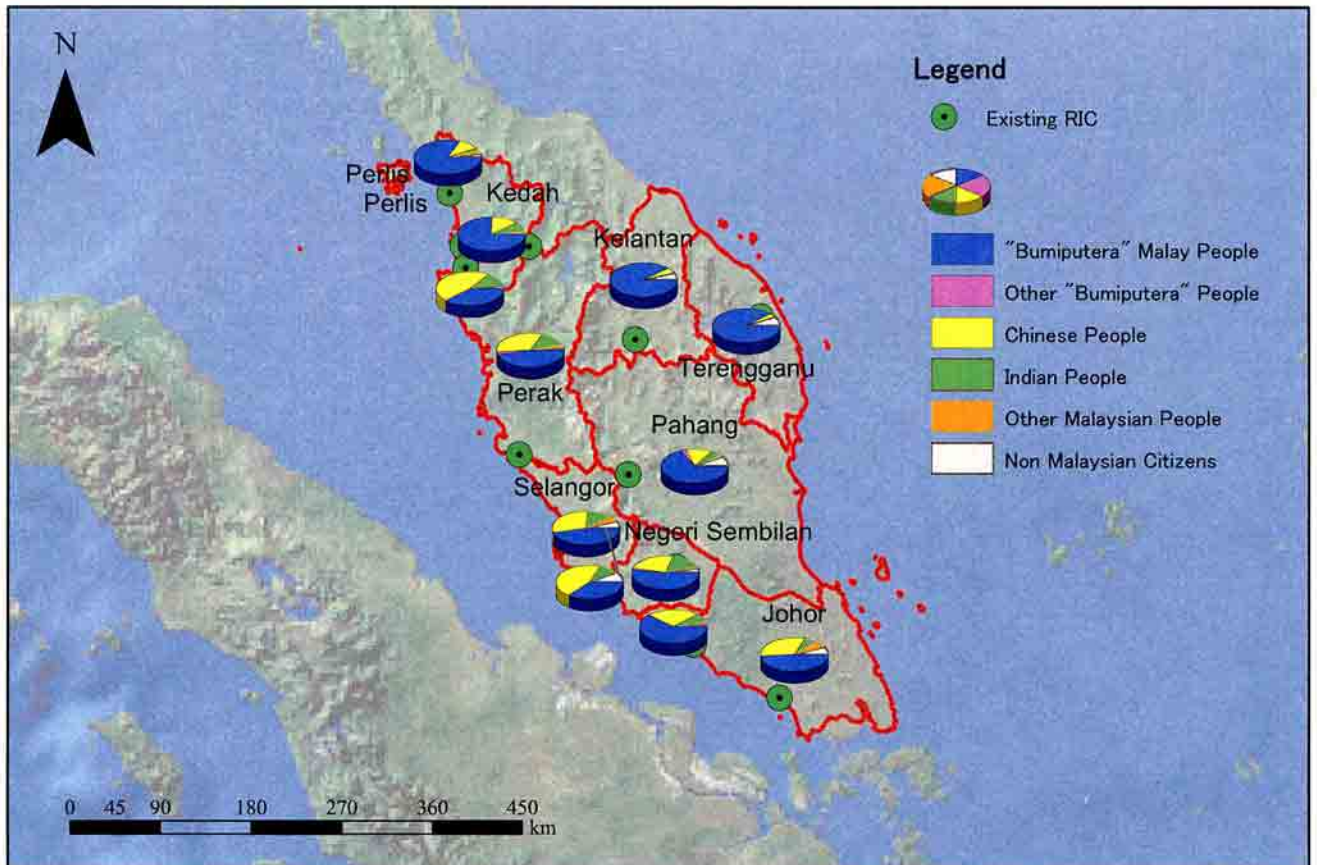 N
Legend
Existing RIC
Perlis
Perlis
Kedah
Kelantan
"Bumiputera" Malay People
Other "Bumiputera" People
Chinese People
Terengganu
Indian People
Perak
Other Malaysian People
Pahang
Non Malaysian Citizens
Selangor
Negeri Sembilan
Johor
0 45 90 180 270 360 450
km